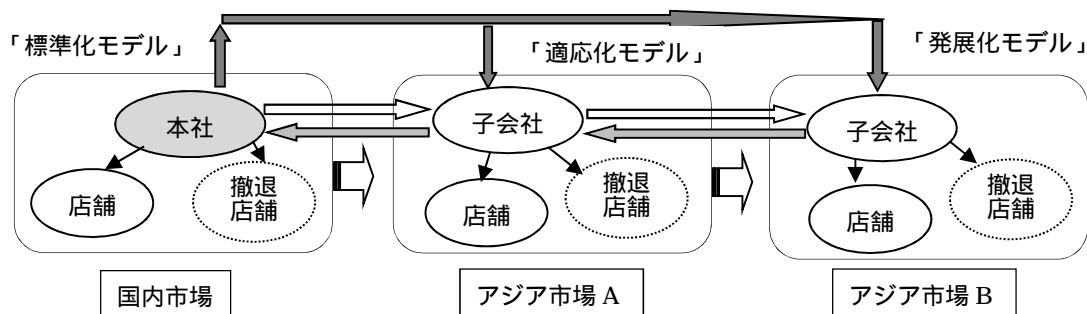 「標準化モデル」
「適応化モデル」
「発展化モデル」
本社
子会社
子会社
店舗
撤退
店舗
店舗
撤退
店舗
店舗
撤退
店舗
国内市場
アジア市場 A
アジア市場 B